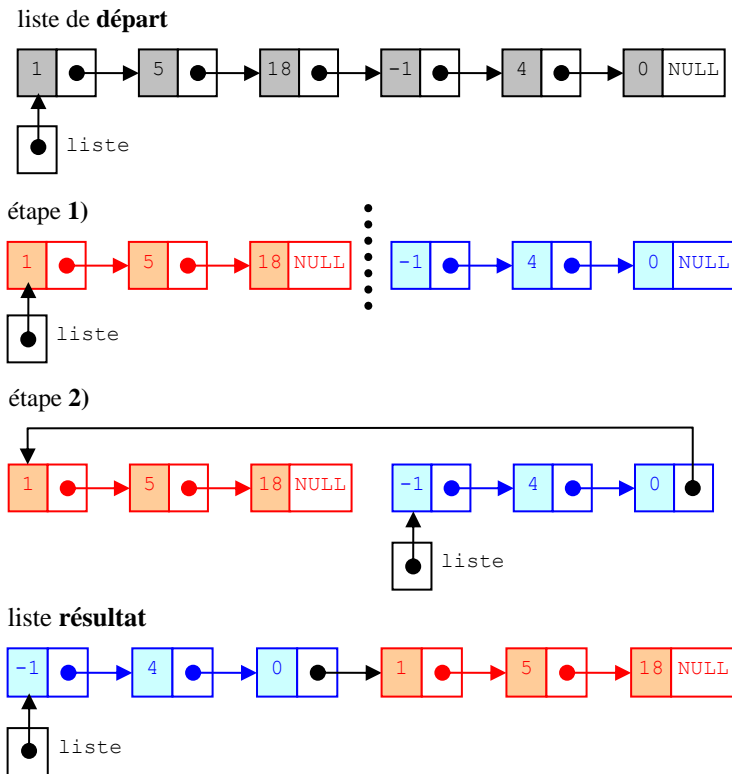 liste de départ
1 5 18 -1 4 0 NULL
liste
étape 1)
1 5 18 NULL -1 4 0 NULL
liste
étape 2)
1 5 18 NULL -1 4 0
liste
liste résultat
-1 4 0 1 5 18 NULL
liste